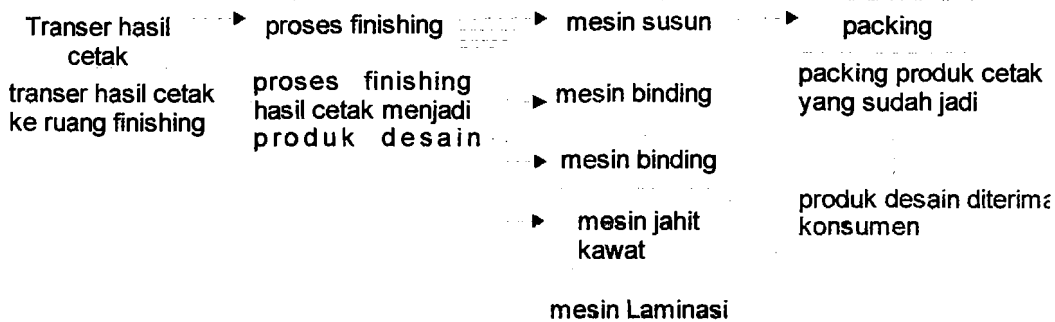 Transer hasil
cetak
transer hasil cetak
ke ruang finishing
proses finishing
proses finishing
hasil cetak menjadi
produk desain
mesin susun
mesin binding
mesin binding
mesin jahit
kawat
mesin Laminasi
packing
packing produk cetak
yang sudah jadi
produk desain diterima
konsumen